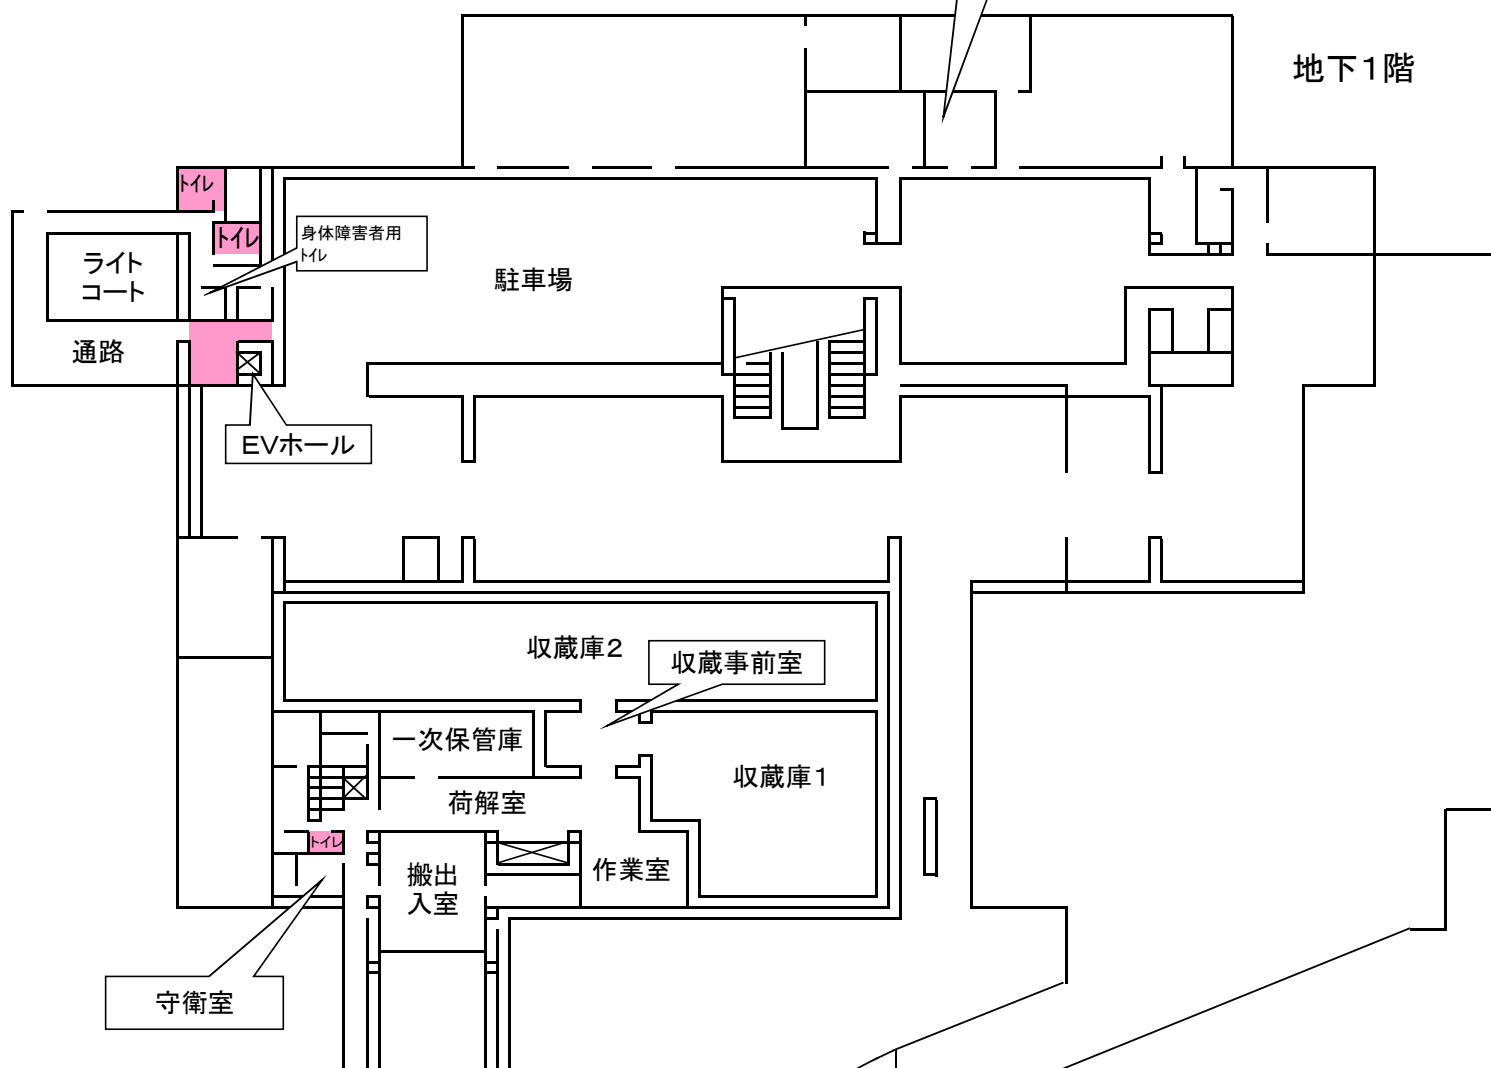 地下1階
トイレ
トイレ
身体障害者用
トイレ
ライト
コート
駐車場
通路
EVホール
収蔵庫2
収蔵事前室
一次保管庫
収蔵庫1
荷解室
トイレ
作業室
搬出
入室
守衛室